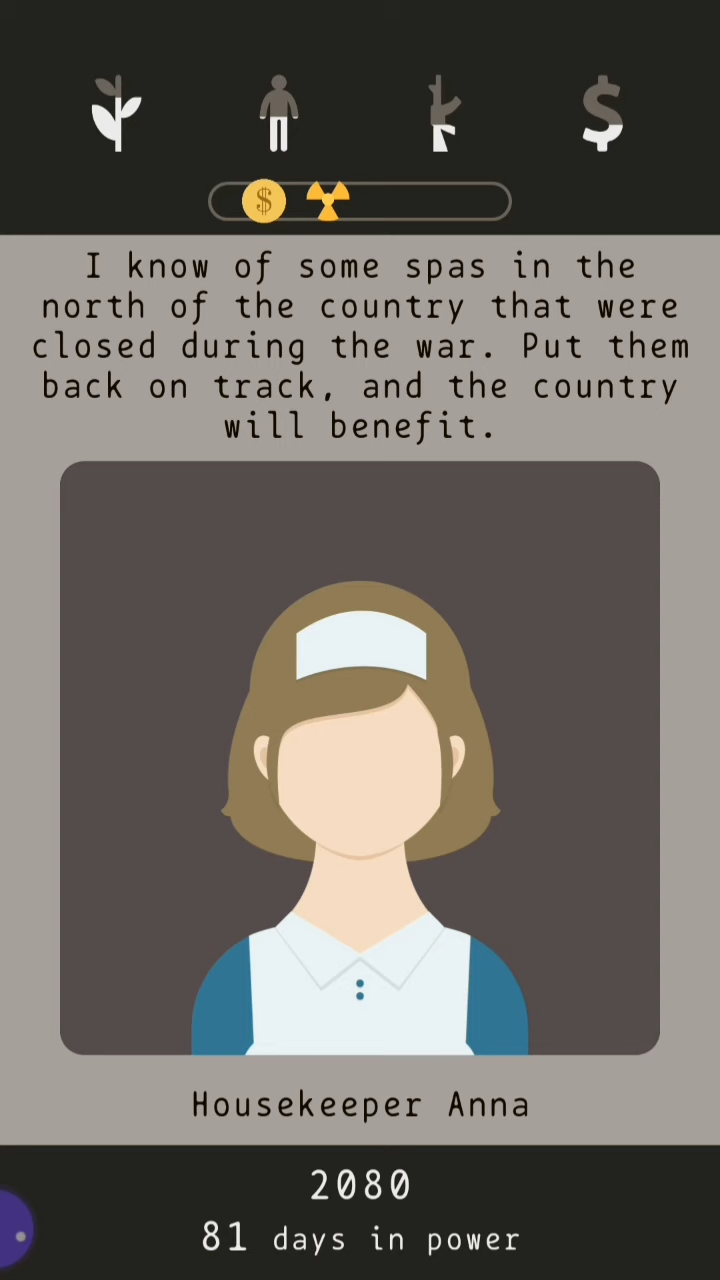 $
$
I know of some spas in the
north of the country that were
closed during the war. Put them
back on track, and the country
will benefit.
Housekeeper Anna
2080
81 days in power